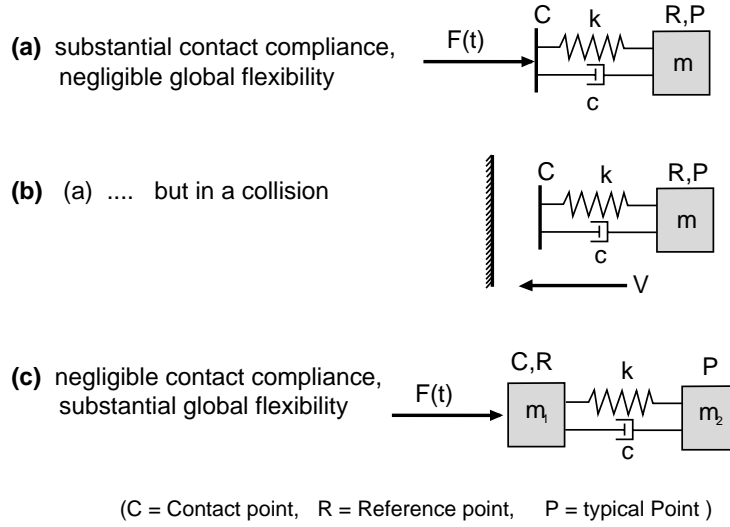 C
R,P
(a) substantial contact compliance,
negligible global flexibility
F(t)
k
m
c
(b) (a) .... but in a collision
C
R,P
k
m
c
V
(c) negligible contact compliance,
substantial global flexibility
F(t)
C,R
P
k
m₁
m₂
c
(C = Contact point, R = Reference point, P = typical Point )